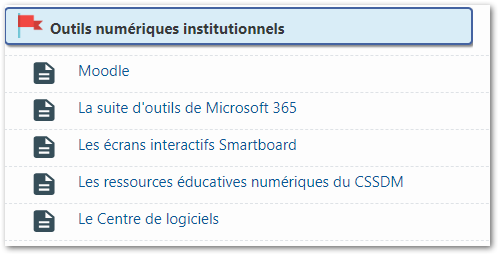 Outils numériques institutionnels
Moodle
La suite d'outils de Microsoft 365
Les écrans interactifs Smartboard
Les ressources éducatives numériques du CSSDM
Le Centre de logiciels